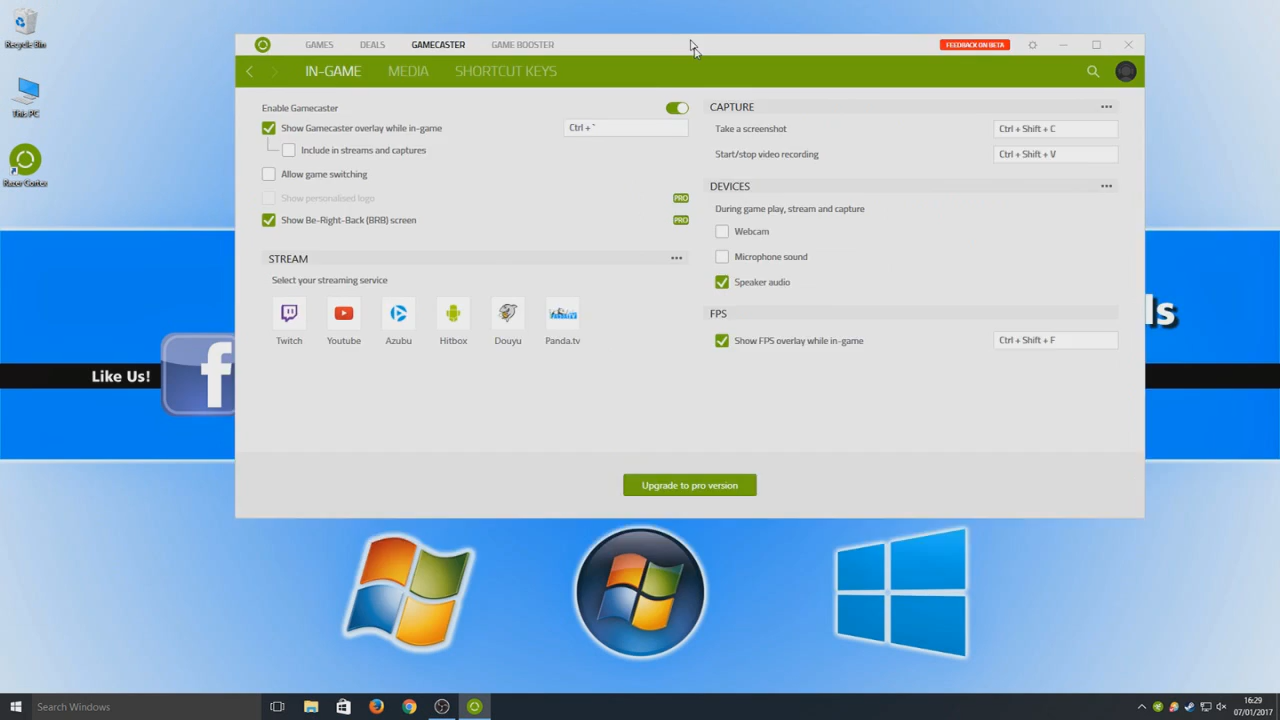 Recycle Bin
This PC
Razer Cortex
GAMES DEALS GAMECASTER GAME BOOSTER
FEEDBACK ON BETA
IN-GAME MEDIA SHORTCUT KEYS
Enable Gamecaster
Show Gamecaster overlay while in-game
Ctrl + ~
Include in streams and captures
Allow game switching
Show personalised logo PRO
Show Be-Right-Back (BRB) screen PRO
STREAM
Select your streaming service
Twitch Youtube Azubu Hitbox Douyu Panda.tv
CAPTURE
Take a screenshot Ctrl + Shift + C
Start/stop video recording Ctrl + Shift + V
DEVICES
During game play, stream and capture
Webcam
Microphone sound
Speaker audio
FPS
Show FPS overlay while in-game Ctrl + Shift + F
Upgrade to pro version
Like Us!
f
ls
Search Windows
16:29
07/01/2017